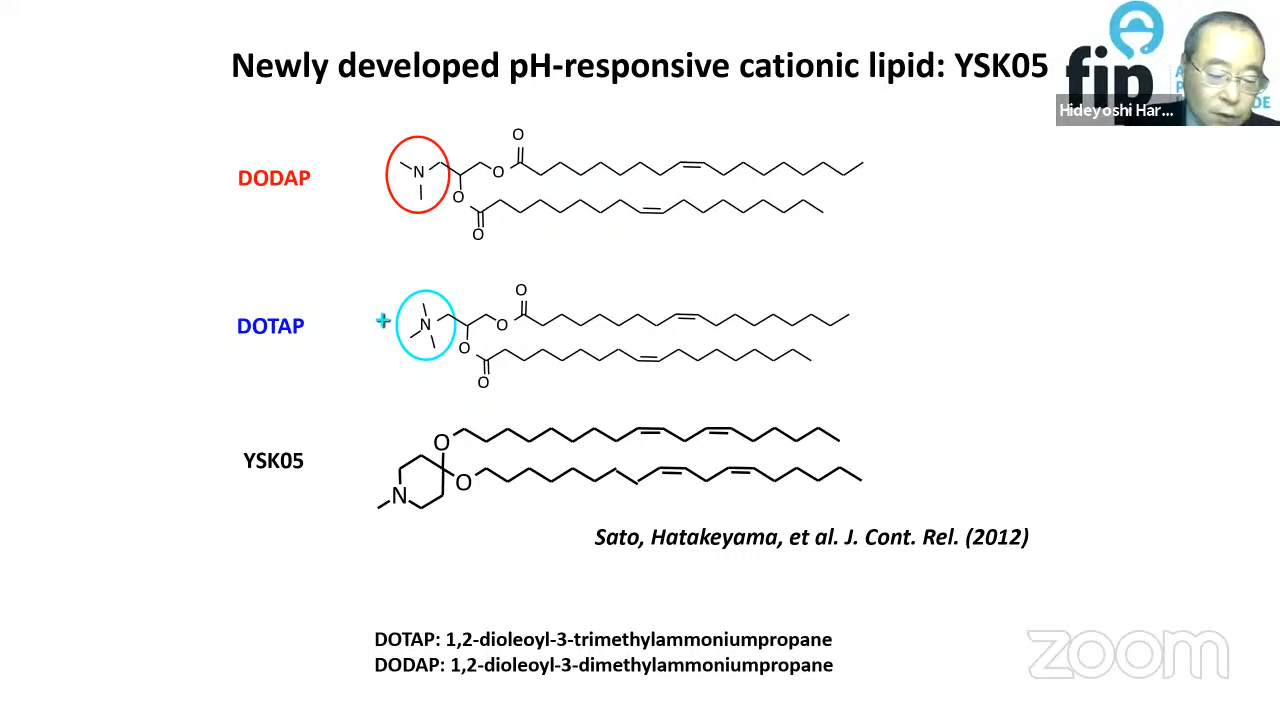 Newly developed pH-responsive cationic lipid: YSK05
fip
Hideyoshi Har...
DODAP
N
O
O
O
O
DOTAP
+
N
O
O
O
O
YSK05
O
O
N
Sato, Hatakeyama, et al. J. Cont. Rel. (2012)
DOTAP: 1,2-dioleoyl-3-trimethylammoniumpropane
DODAP: 1,2-dioleoyl-3-dimethylammoniumpropane
zoom